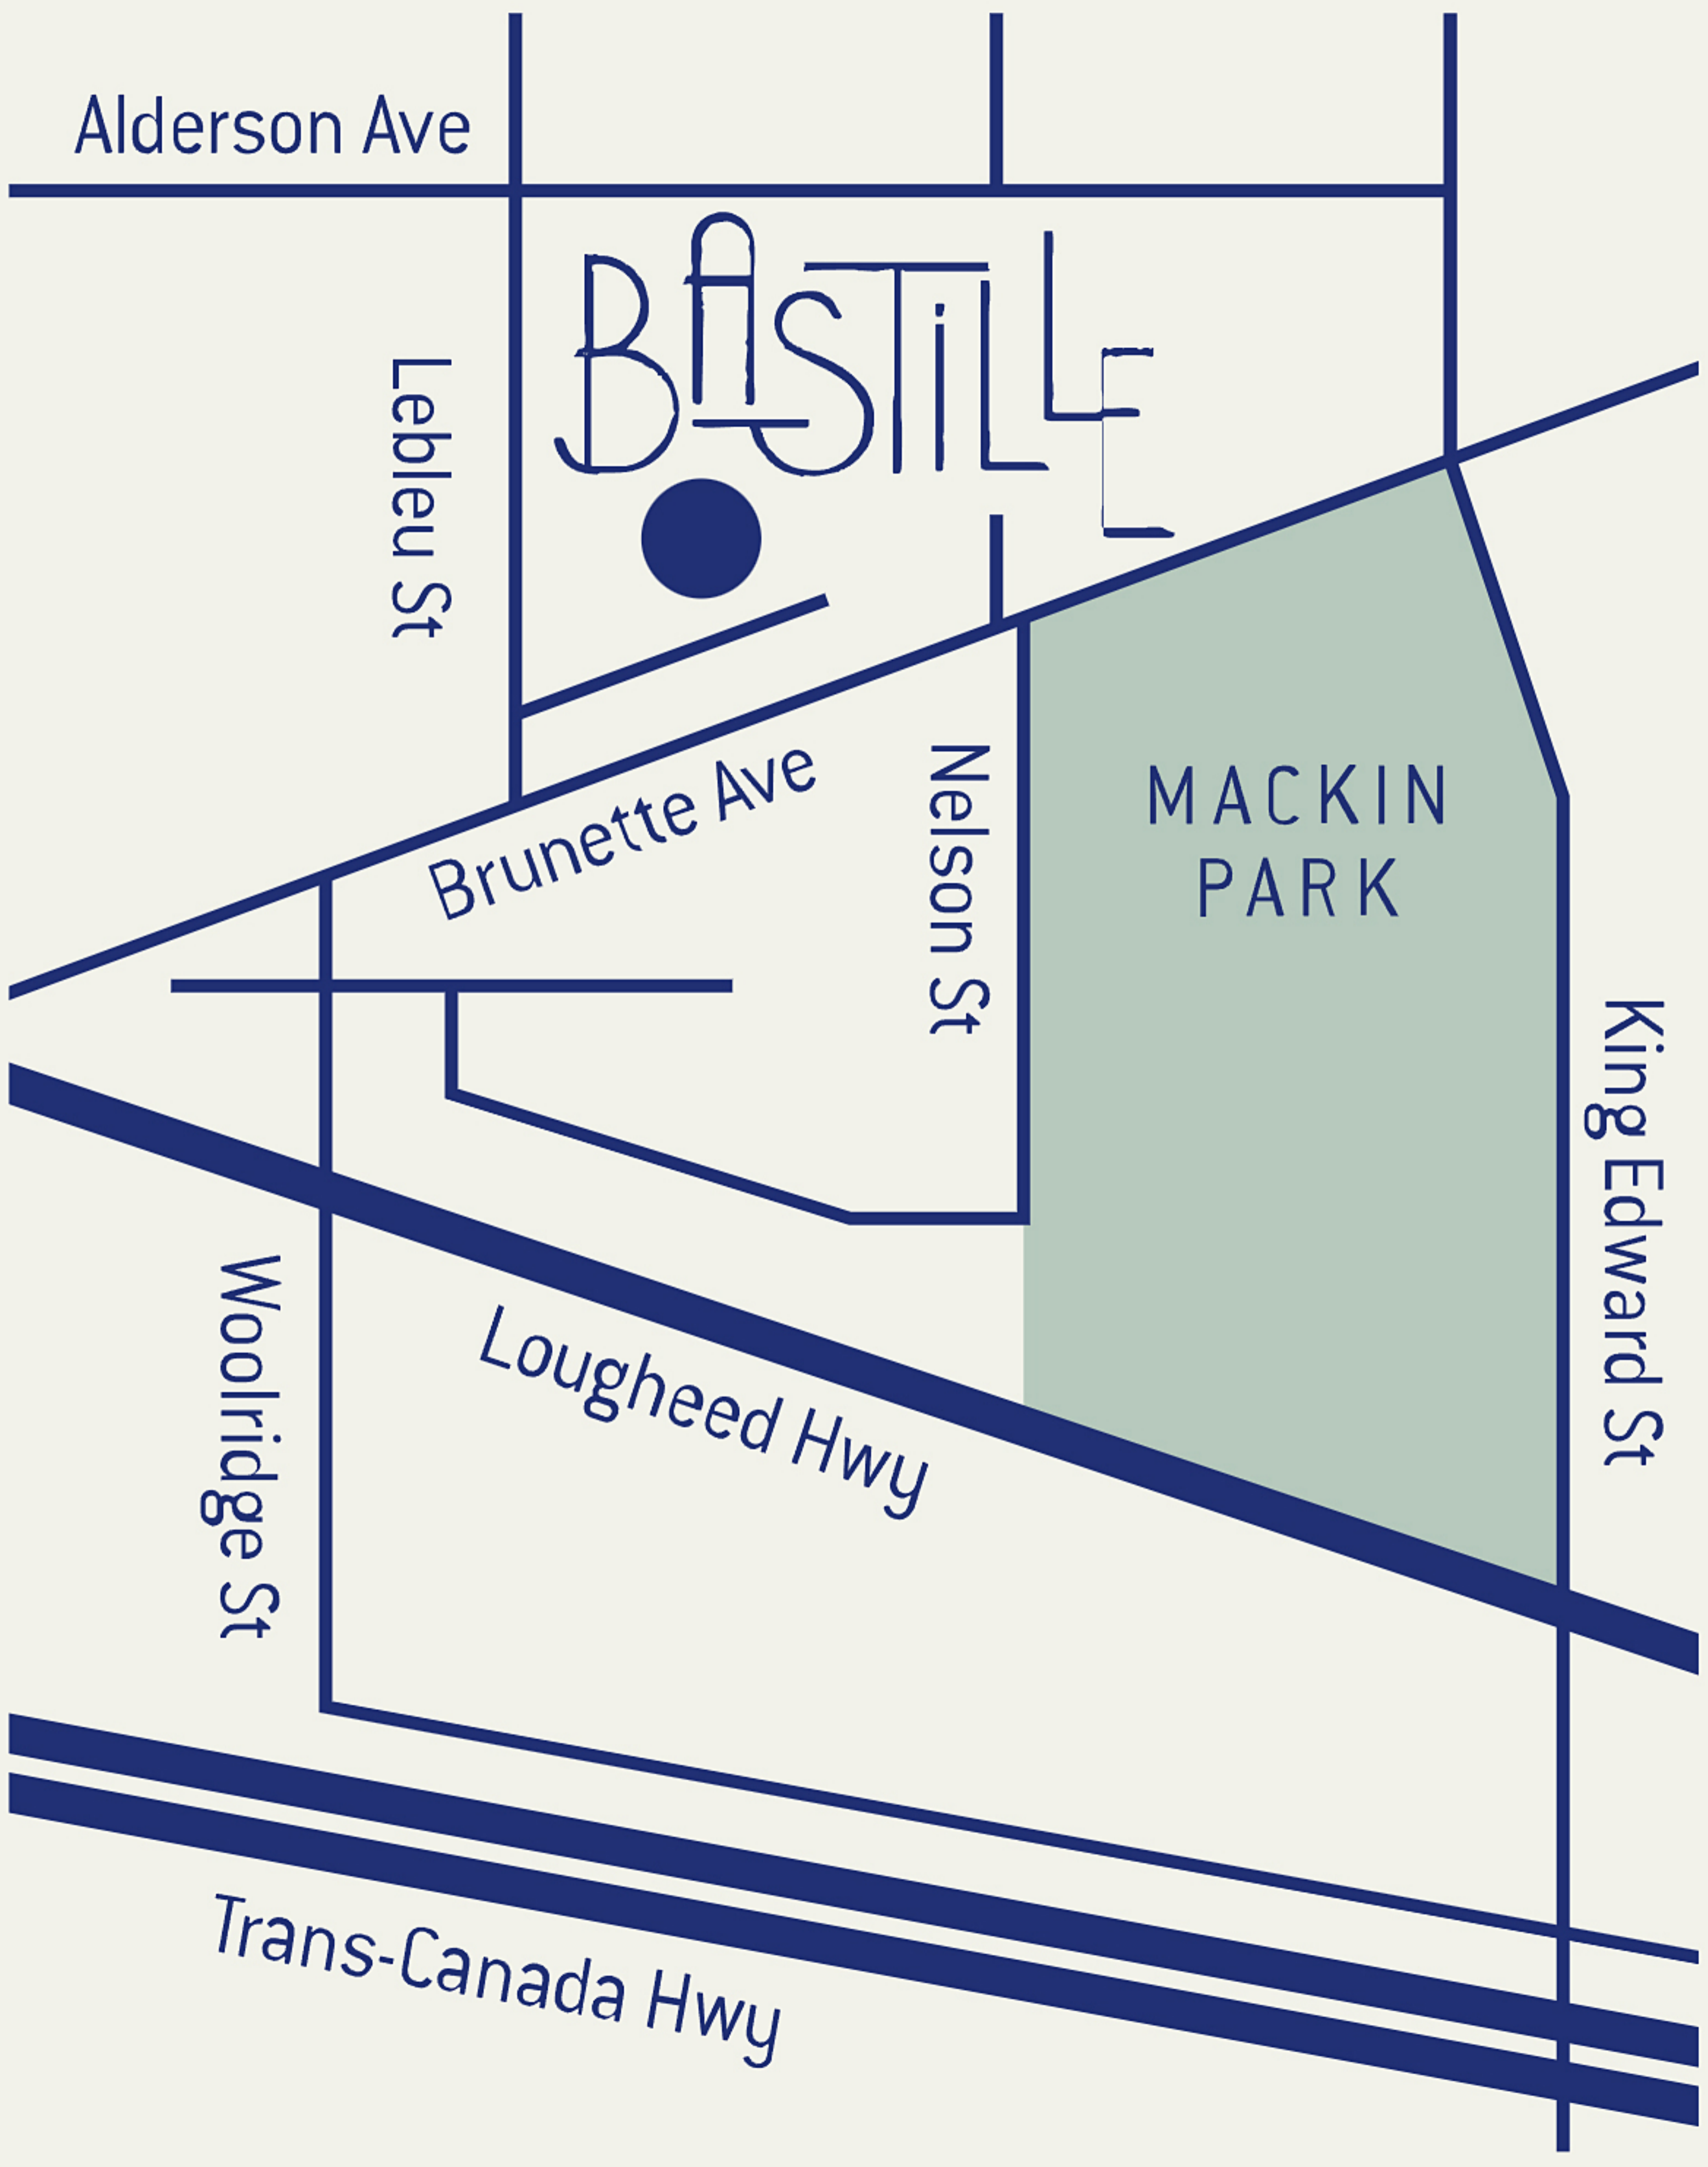 Alderson Ave
BASTiLLE
Lebleu St
Brunette Ave
Nelson St
MACKIN
PARK
King Edward St
Woolridge St
Lougheed Hwy
Trans-Canada Hwy